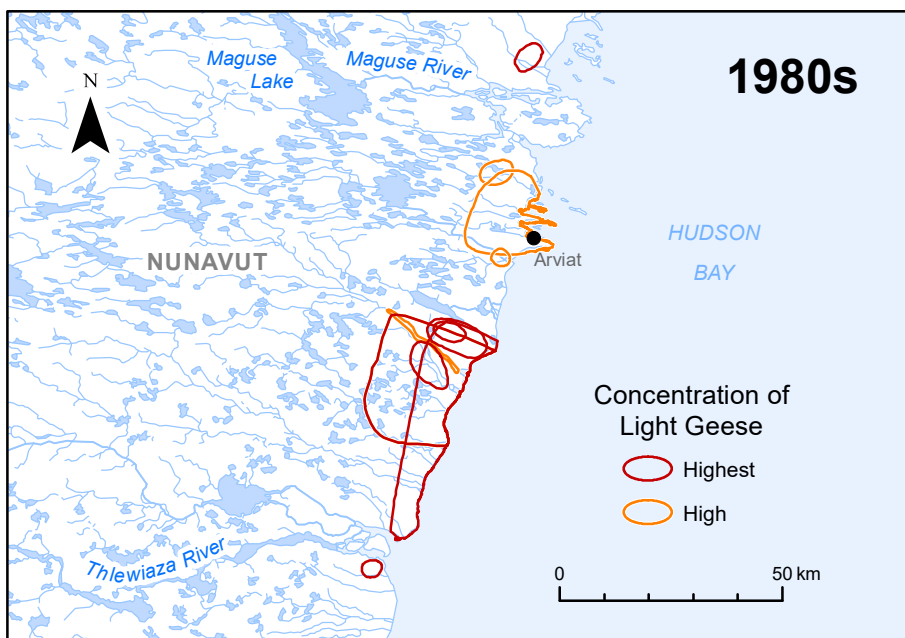 1980s
Maguse
Lake
Maguse River
N
HUDSON
BAY
NUNAVUT
Arviat
Concentration of
Light Geese
Highest
High
Thlewiaza River
0 50 km